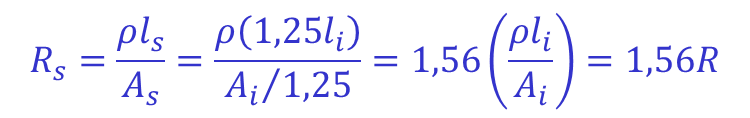 R_s = ρl_s/A_s = ρ(1,25l_i)/(A_i/1,25) = 1,56(ρl_i/A_i) = 1,56R